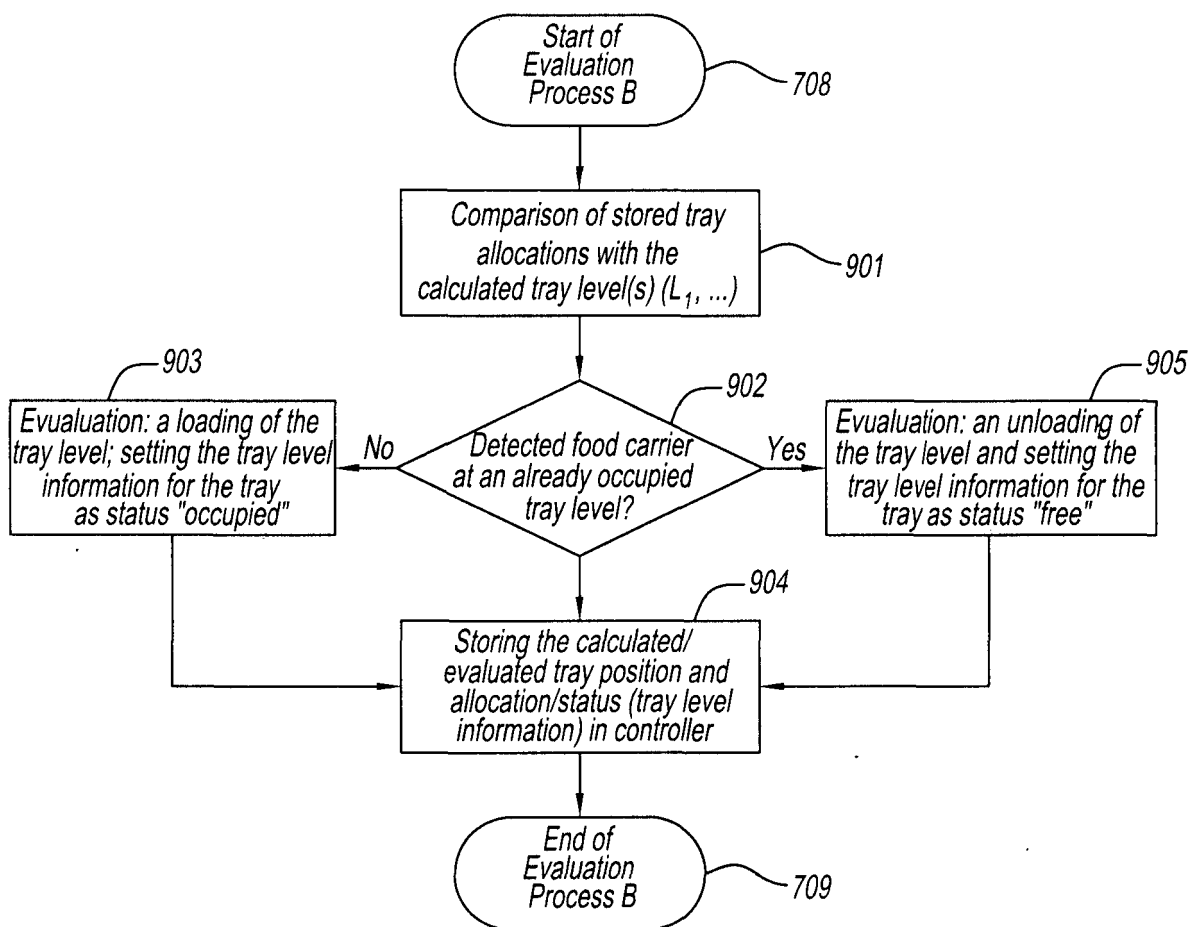 Start of
Evaluation
Process B
708
Comparison of stored tray
allocations with the
calculated tray level(s) (L1, ...)
901
903
902
905
Evvaluation: a loading of the
tray level; setting the tray level
information for the tray
as status "occupied"
No
Detected food carrier
at an already occupied
tray level?
Yes
Evvaluation: an unloading of
the tray level and setting the
tray level information for the
tray as status "free"
904
Storing the calculated/
evaluated tray position and
allocation/status (tray level
information) in controller
End of
Evaluation
Process B
709